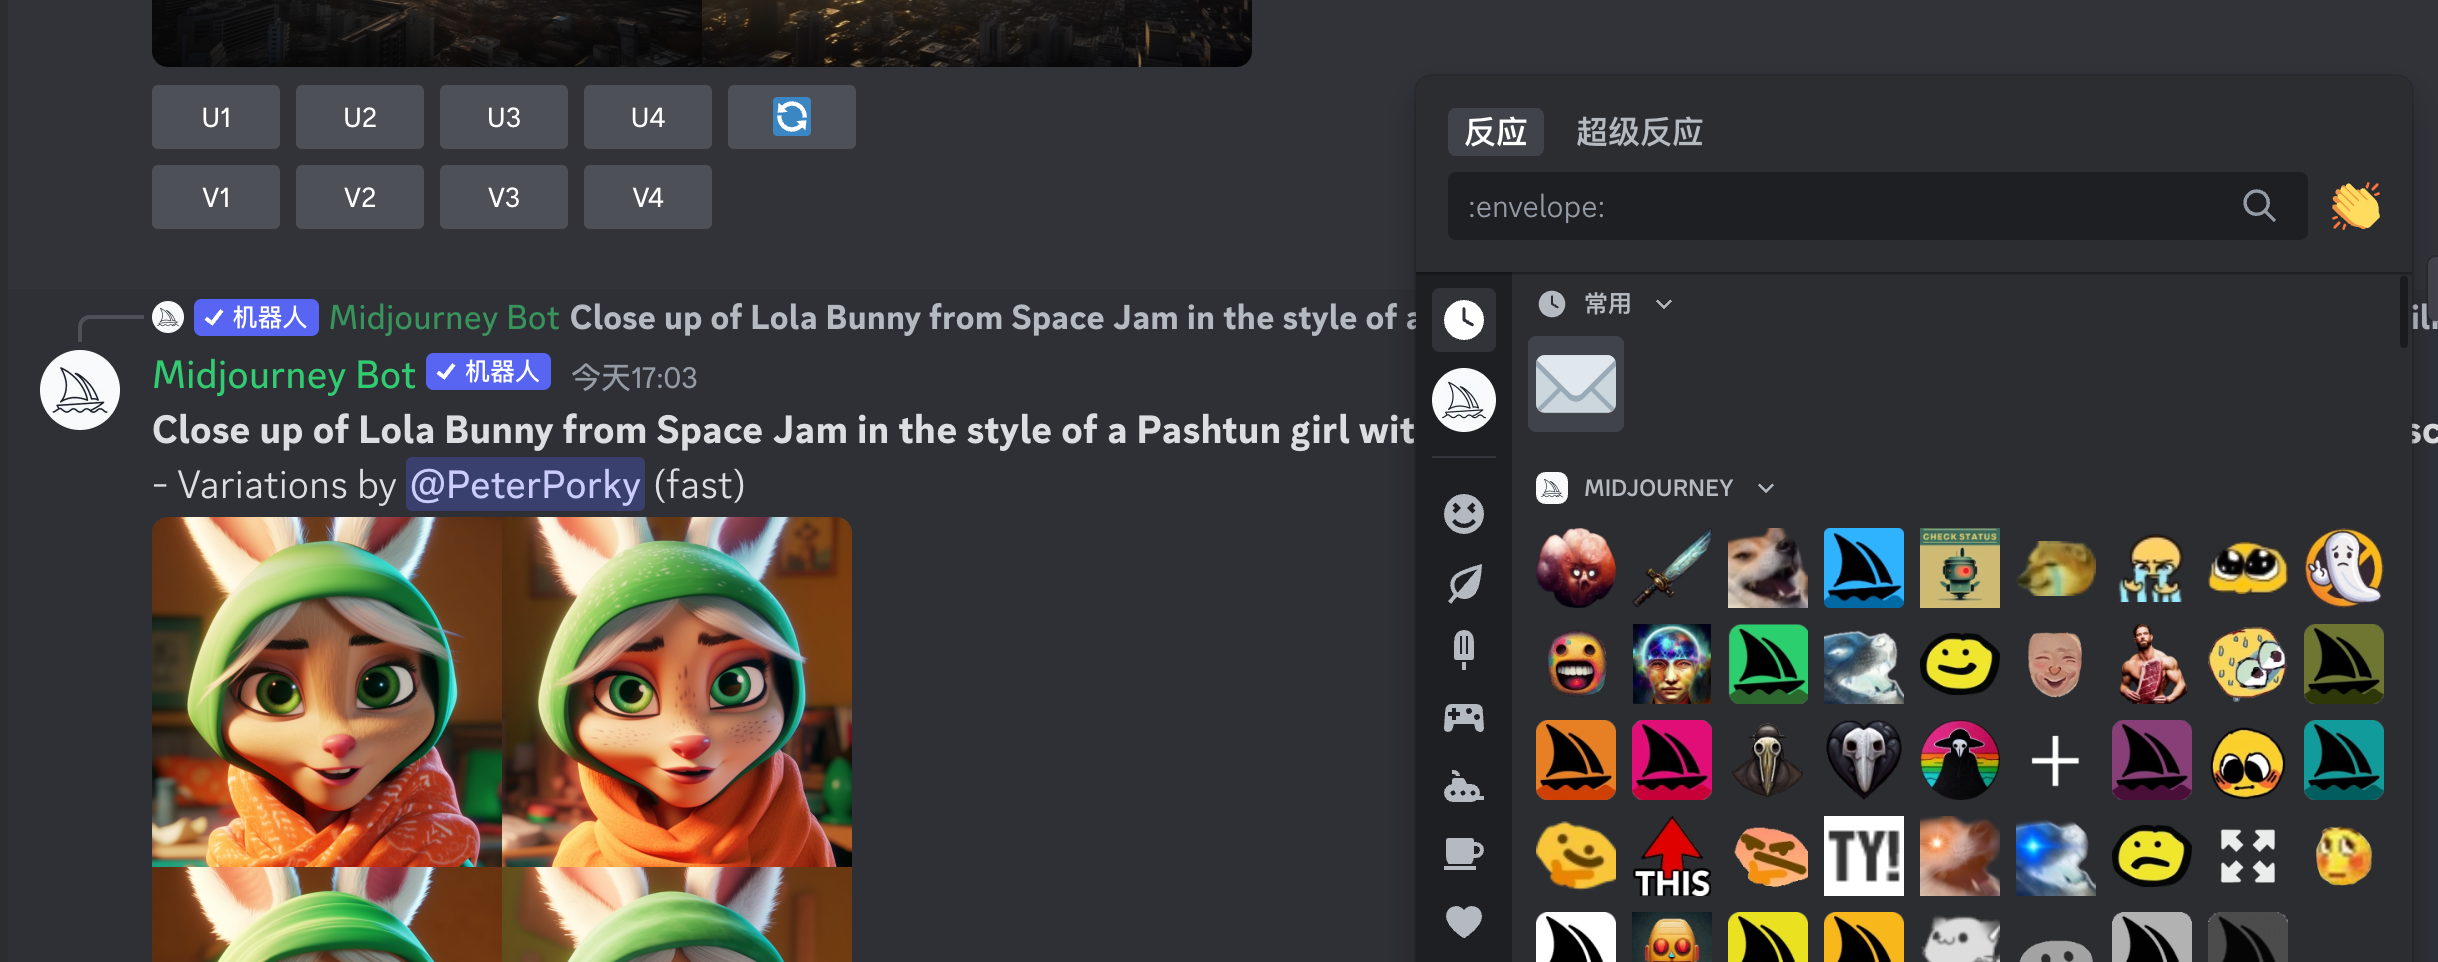 U1 U2 U3 U4
V1 V2 V3 V4
机器人 Midjourney Bot Close up of Lola Bunny from Space Jam in the style of a
Midjourney Bot 机器人 今天17:03
Close up of Lola Bunny from Space Jam in the style of a Pashtun girl wit
- Variations by @PeterPorky (fast)
反应 超级反应
:envelope:
常用
MIDJOURNEY
CHECK STATUS
THIS
TY!